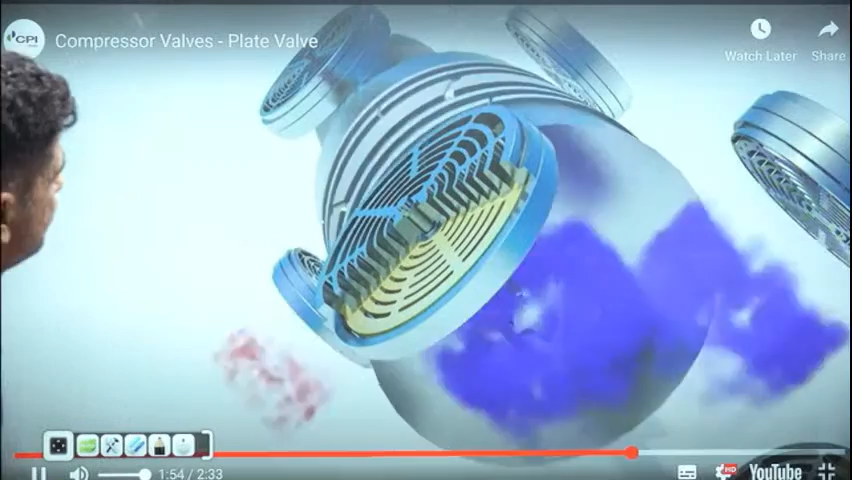 CPI
Compressor Valves - Plate Valve
Watch Later
Share
1:54 / 2:33
HD
YouTube